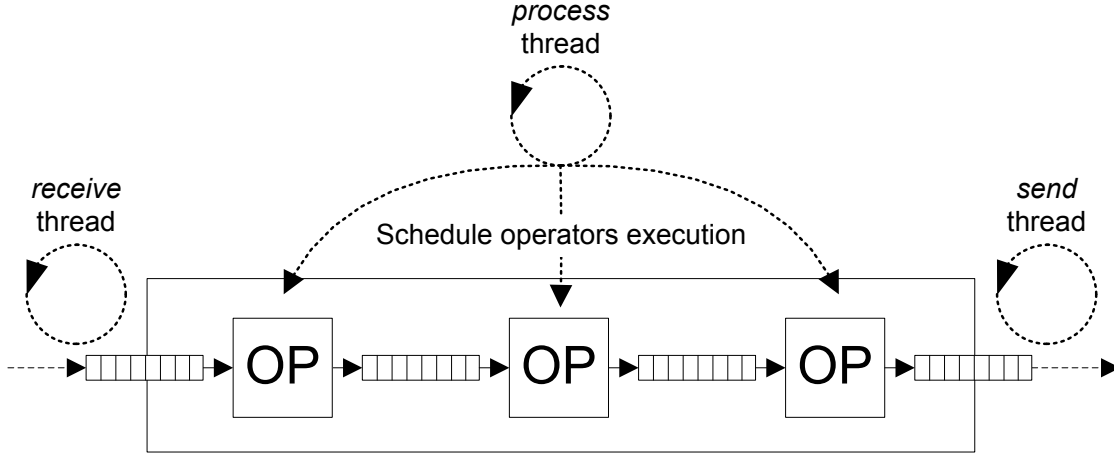 process
thread
receive
thread
send
thread
Schedule operators execution
OP
OP
OP